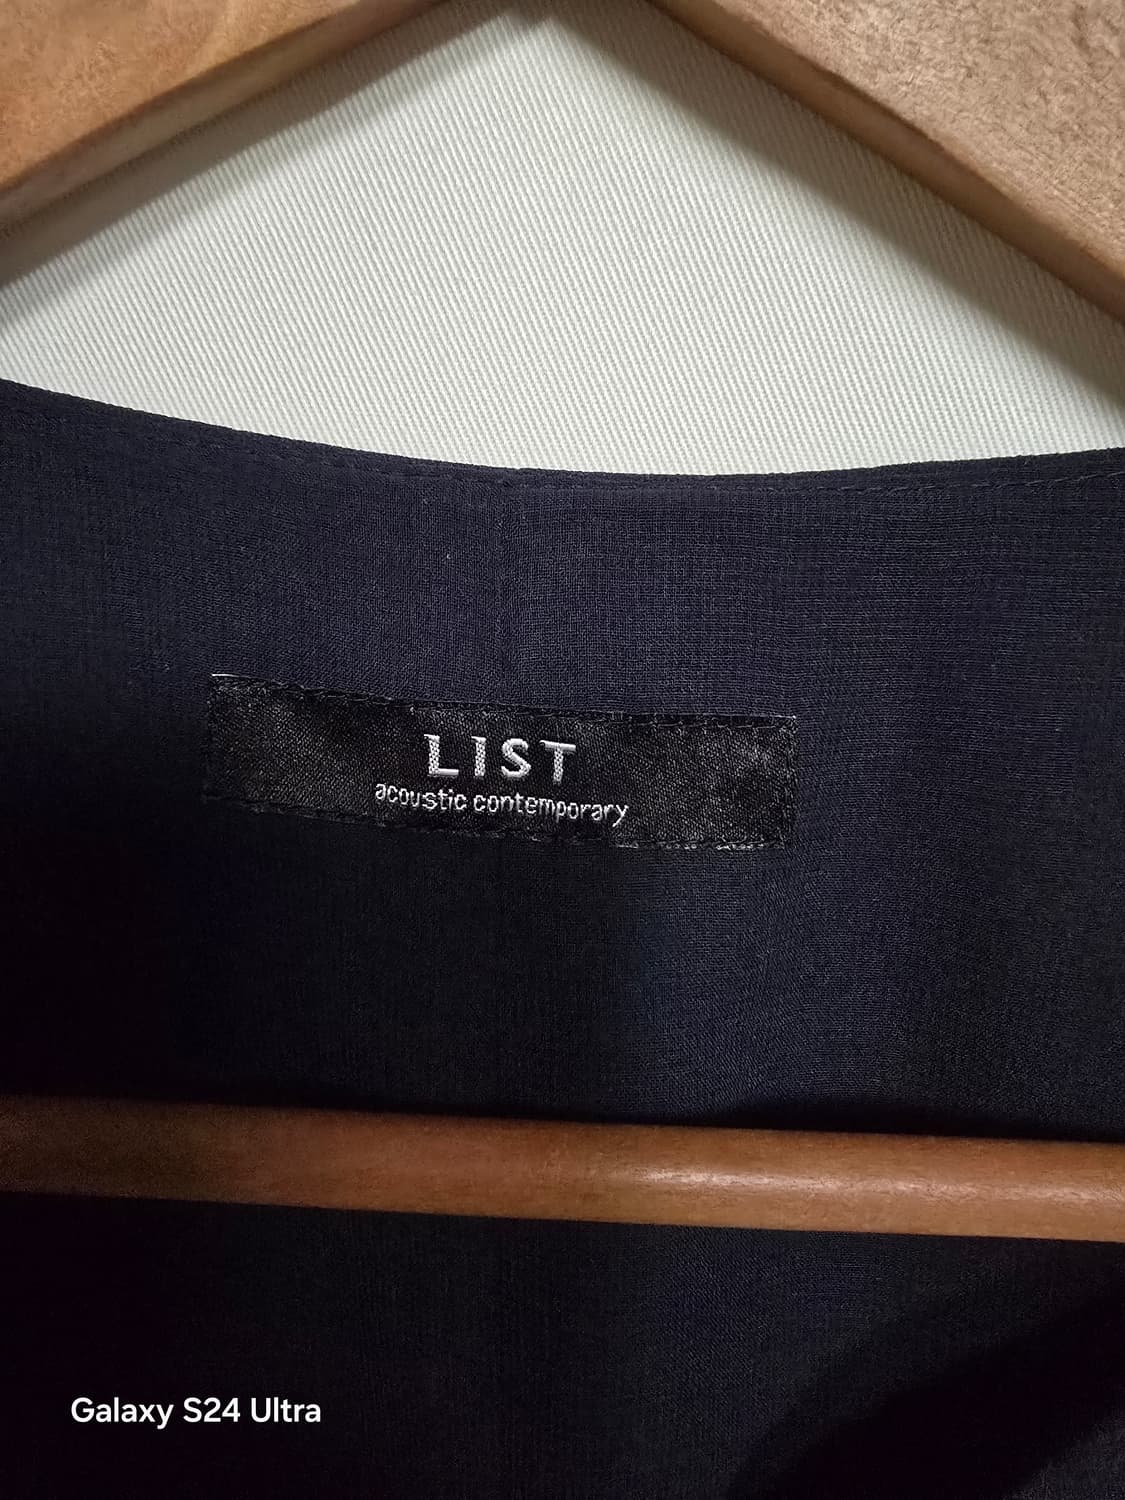 LIST
acoustic contemporary
Galaxy S24 Ultra